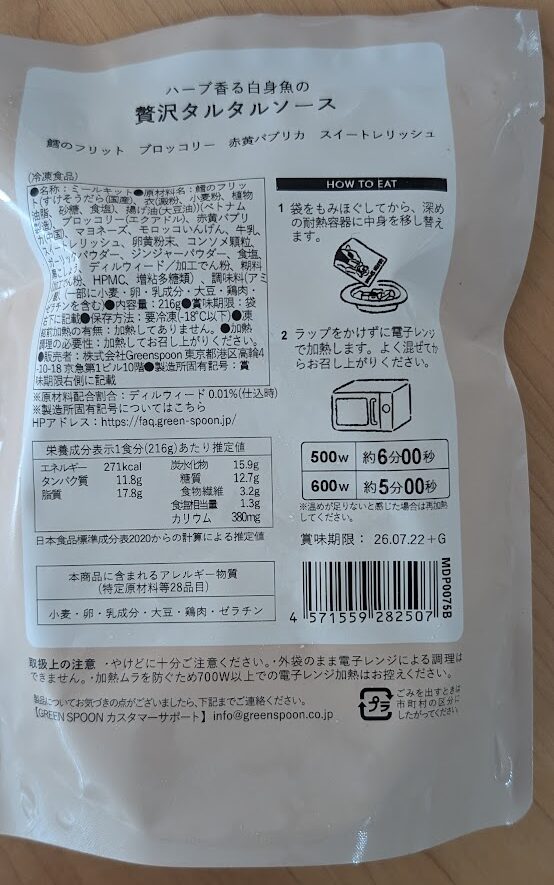 ハーブ香る白身魚の
贅沢タルタルソース
鱈のフリット ブロッコリー 赤黄パプリカ スイートレリッシュ
(冷凍食品)
●名称：ミールキット●原材料名：鱈のフリッ
ト(すけそうだら(国産)、衣(澱粉、小麦粉、植物
油脂、砂糖、食塩)、揚げ油(大豆油))(ベトナム
製造)、ブロッコリー(エクアドル)、赤黄パプリ
カ(中国)、マヨネーズ、モロッコいんげん、牛乳、
トレリッシュ、卵黄粉末、コンソメ顆粒、
ックパウダー、ジンジャーパウダー、食塩、
、ディルウィード/加工でん粉、糊料
でん粉、HPMC、増粘多糖類)、調味料(アミ
(一部に小麦・卵・乳成分・大豆・鶏肉・
ゼラチンを含む)●内容量：216g●賞味期限：袋
右下に記載●保存方法：要冷凍(-18℃以下)●凍
結前加熱の有無：加熱してありません。●加熱
調理の必要性：加熱してお召し上がりください。
●販売者：株式会社Greenspoon 東京都港区高輪4
-10-18 京急第1ビル10階●製造所固有記号：賞
味期限右側に記載
※原材料配合割合：ディルウィード 0.01%(仕込時)
※製造所固有記号についてはこちら
HPアドレス：https://faq.green-spoon.jp/
栄養成分表示1食分(216g)あたり推定値
エネルギー 271kcal 炭水化物 15.9g
タンパク質 11.8g 糖質 12.7g
脂質 17.8g 食物繊維 3.2g
食塩相当量 1.3g
カリウム 380mg
日本食品標準成分表2020からの計算による推定値
本商品に含まれるアレルギー物質
(特定原材料等28品目)
小麦・卵・乳成分・大豆・鶏肉・ゼラチン
HOW TO EAT
1 袋をもみほぐしてから、深め
の耐熱容器に中身を移し替え
ます。
2 ラップをかけずに電子レンジ
で加熱します。よく混ぜてか
らお召し上がりください。
500w 約6分00秒
600w 約5分00秒
※温めが足りないと感じた場合は再加熱
してください。
賞味期限： 26.07.22+G
MDP0075B
4 571559 282507
取扱上の注意 ・やけどに十分ご注意ください。・外袋のまま電子レンジによる調理は
できません。・加熱ムラを防ぐため700W以上での電子レンジ加熱はお控えください。
製品についてお気づきの点がございましたら、下記までご連絡ください。
【GREEN SPOON カスタマーサポート】info@greenspoon.co.jp
プラ
ごみを出すときは
市町村の区分に
したがってください。